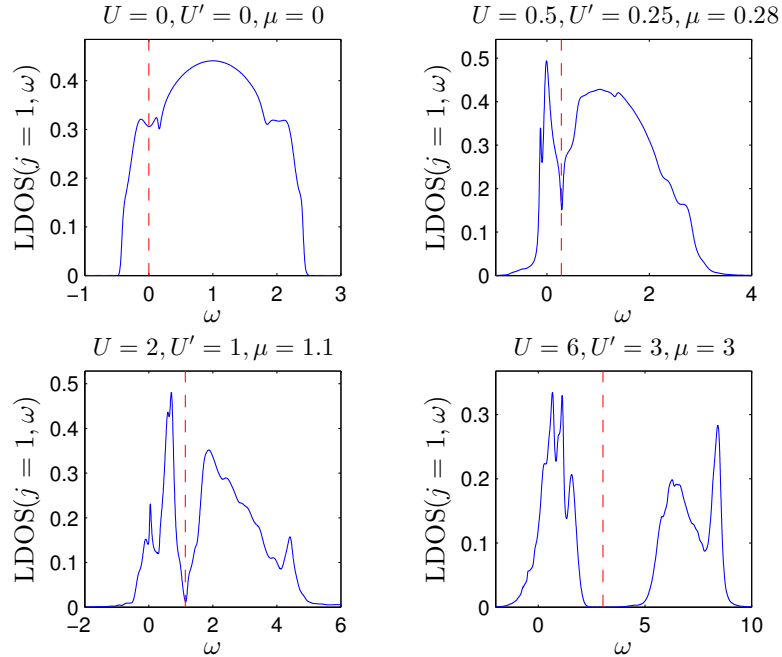 U = 0, U′ = 0, μ = 0
LDOS(j = 1, ω)
0.4
0.3
0.2
0.1
0
−1 0 1 2 3
ω
U = 0.5, U′ = 0.25, μ = 0.28
LDOS(j = 1, ω)
0.5
0.4
0.3
0.2
0.1
0
0 2 4
ω
U = 2, U′ = 1, μ = 1.1
LDOS(j = 1, ω)
0.5
0.4
0.3
0.2
0.1
0
−2 0 2 4 6
ω
U = 6, U′ = 3, μ = 3
LDOS(j = 1, ω)
0.3
0.2
0.1
0
0 5 10
ω